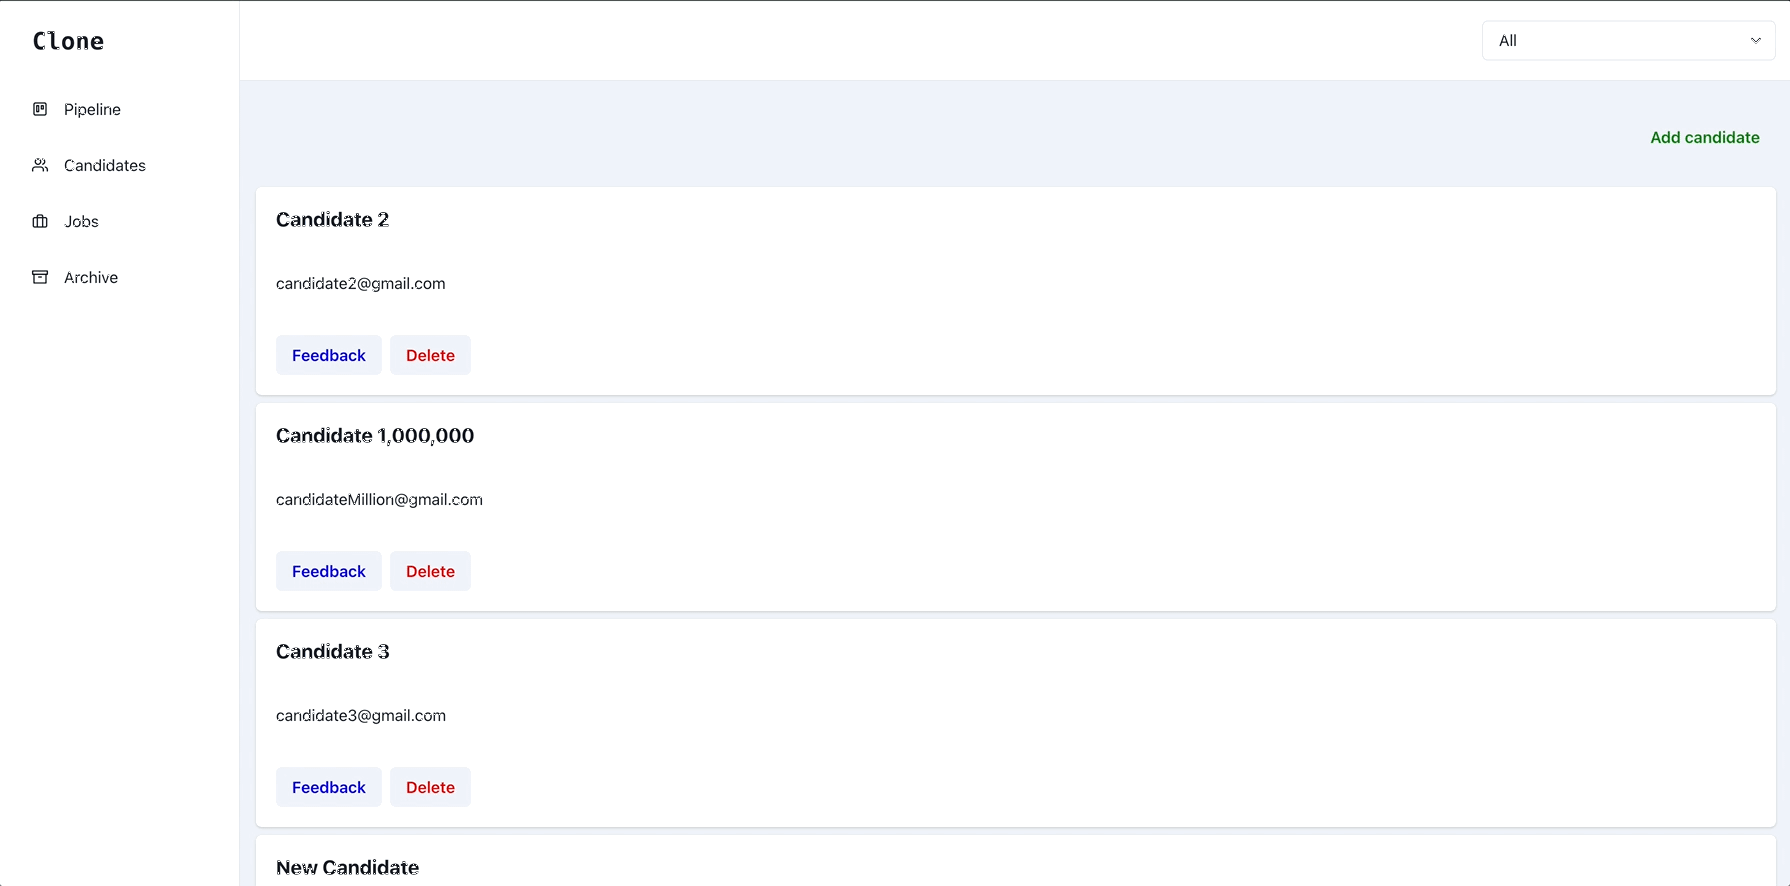 Clone
All
Pipeline
Candidates
Jobs
Archive
Add candidate
Candidate 2
candidate2@gmail.com
Feedback Delete
Candidate 1,000,000
candidateMillion@gmail.com
Feedback Delete
Candidate 3
candidate3@gmail.com
Feedback Delete
New Candidate